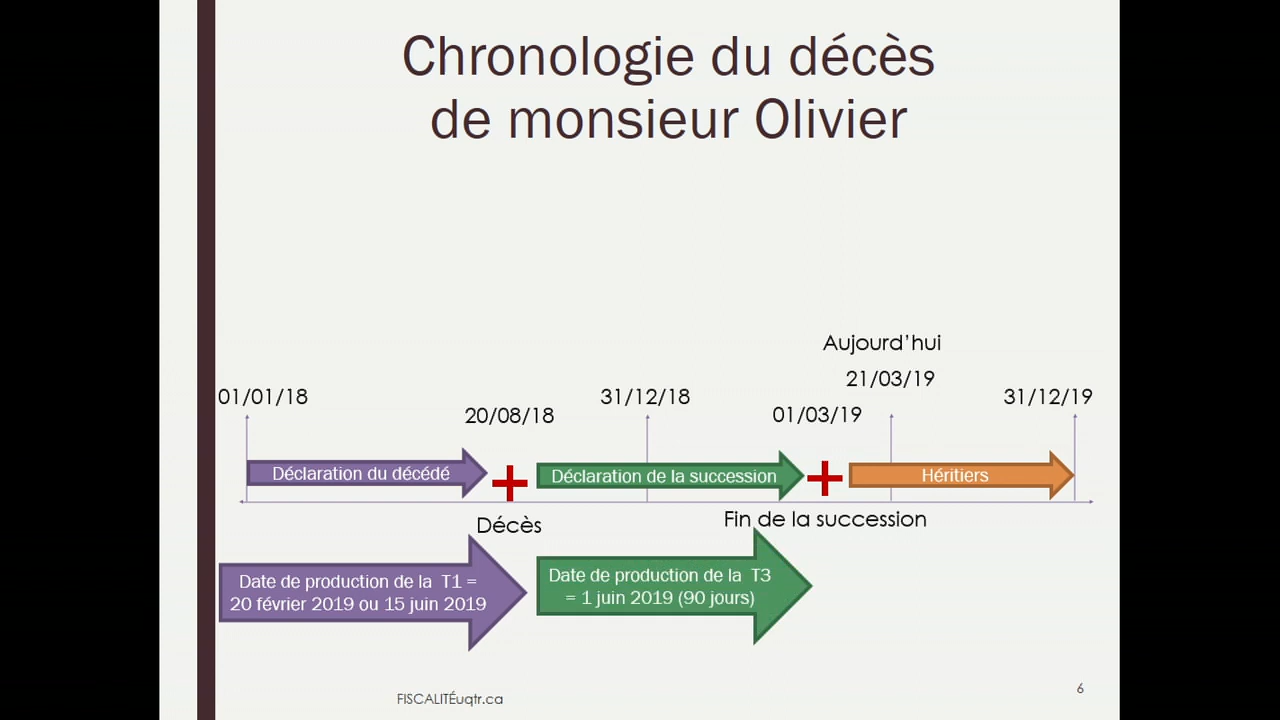 Chronologie du décès
de monsieur Olivier
Aujourd'hui
21/03/19
01/01/18
20/08/18
31/12/18
01/03/19
31/12/19
Déclaration du décédé
Déclaration de la succession
Héritiers
Décès
Fin de la succession
Date de production de la T1 =
20 février 2019 ou 15 juin 2019
Date de production de la T3
= 1 juin 2019 (90 jours)
FISCALITÉuqtr.ca
6